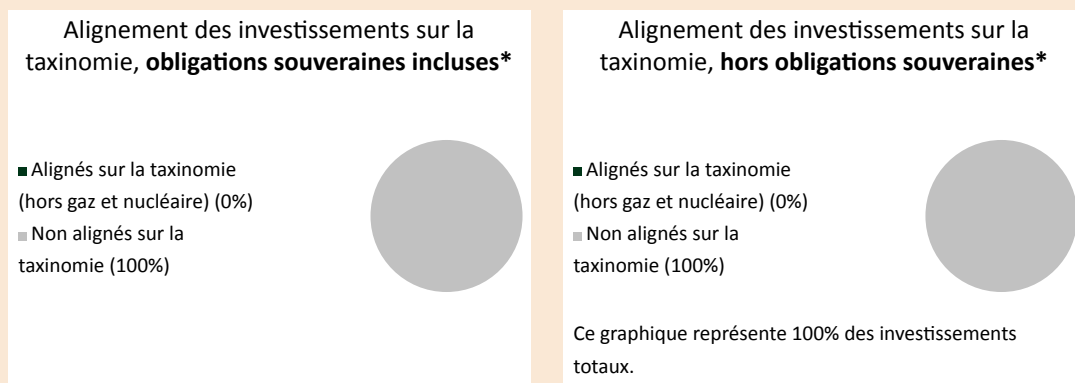 Alignement des investissements sur la
taxinomie, obligations souveraines incluses*
Alignés sur la taxinomie
(hors gaz et nucléaire) (0%)
Non alignés sur la
taxinomie (100%)
Alignement des investissements sur la
taxinomie, hors obligations souveraines*
Alignés sur la taxinomie
(hors gaz et nucléaire) (0%)
Non alignés sur la
taxinomie (100%)
Ce graphique représente 100% des investissements
totaux.